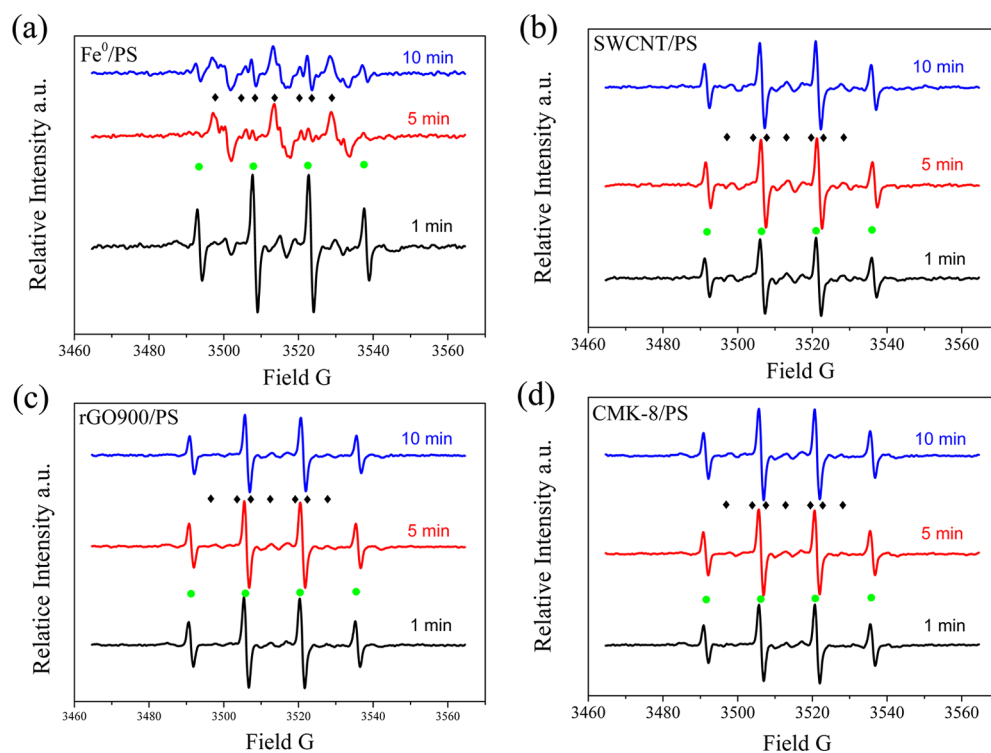 (a)
Fe⁰/PS
10 min
5 min
1 min
Relative Intensity a.u.
3460 3480 3500 3520 3540 3560
Field G
(b)
SWCNT/PS
10 min
5 min
1 min
Relative Intensity a.u.
3460 3480 3500 3520 3540 3560
Field G
(c)
rGO900/PS
10 min
5 min
1 min
Relatice Intensity a.u.
3460 3480 3500 3520 3540 3560
Field G
(d)
CMK-8/PS
10 min
5 min
1 min
Relative Intensity a.u.
3460 3480 3500 3520 3540 3560
Field G